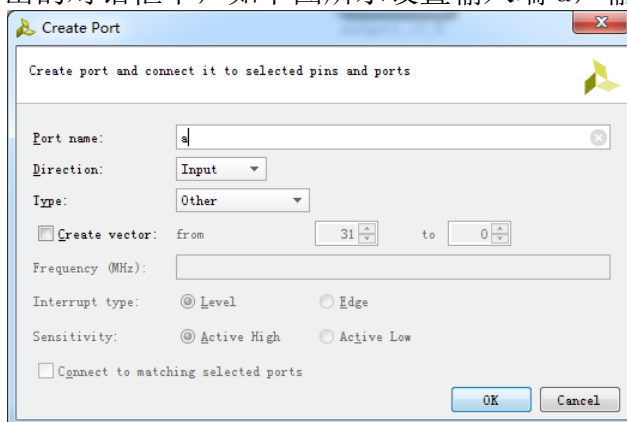 Create Port
Create port and connect it to selected pins and ports
Port name: a
Direction: Input
Type: Other
Create vector: from 31 to 0
Frequency (MHz):
Interrupt type: Level Edge
Sensitivity: Active High Active Low
Connect to matching selected ports
OK Cancel